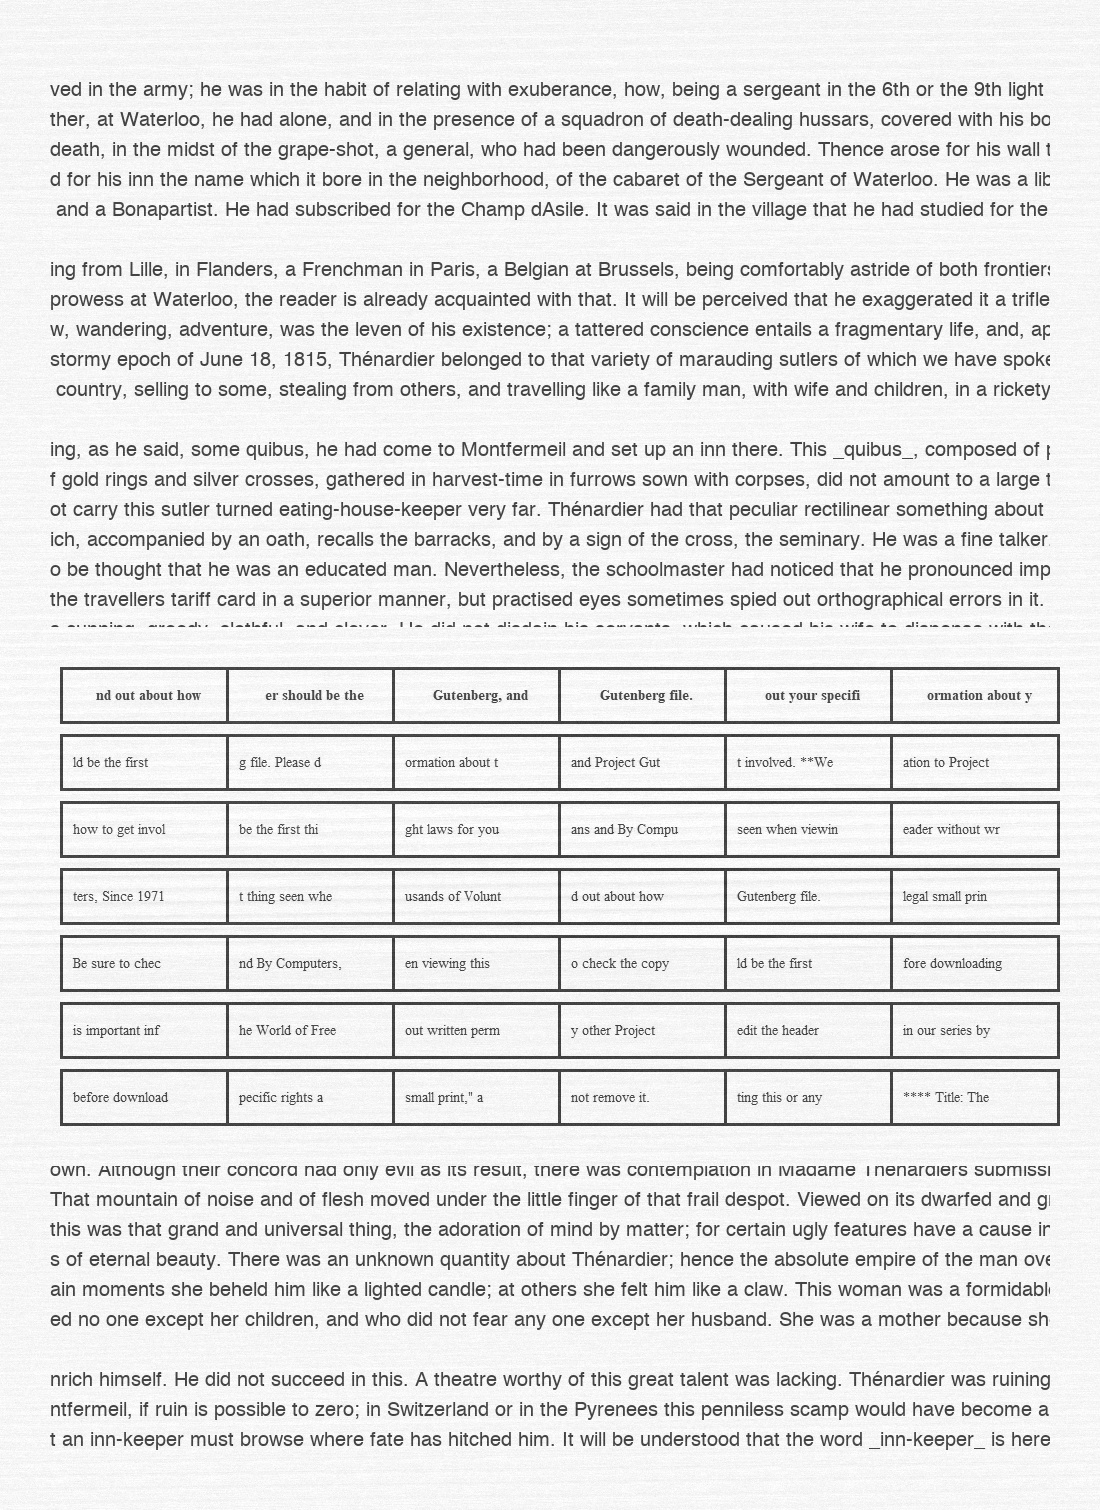 ved in the army; he was in the habit of relating with exuberance, how, being a sergeant in the 6th or the 9th light
ther, at Waterloo, he had alone, and in the presence of a squadron of death-dealing hussars, covered with his bo
death, in the midst of the grape-shot, a general, who had been dangerously wounded. Thence arose for his wall t
d for his inn the name which it bore in the neighborhood, of the cabaret of the Sergeant of Waterloo. He was a lib
and a Bonapartist. He had subscribed for the Champ dAsile. It was said in the village that he had studied for the
ing from Lille, in Flanders, a Frenchman in Paris, a Belgian at Brussels, being comfortably astride of both frontiers
prowess at Waterloo, the reader is already acquainted with that. It will be perceived that he exaggerated it a trifle
w, wandering, adventure, was the leven of his existence; a tattered conscience entails a fragmentary life, and, ap
stormy epoch of June 18, 1815, Thénardier belonged to that variety of marauding sutlers of which we have spoke
country, selling to some, stealing from others, and travelling like a family man, with wife and children, in a rickety
ing, as he said, some quibus, he had come to Montfermeil and set up an inn there. This _quibus_, composed of p
f gold rings and silver crosses, gathered in harvest-time in furrows sown with corpses, did not amount to a large t
ot carry this sutler turned eating-house-keeper very far. Thénardier had that peculiar rectilinear something about
ich, accompanied by an oath, recalls the barracks, and by a sign of the cross, the seminary. He was a fine talker.
o be thought that he was an educated man. Nevertheless, the schoolmaster had noticed that he pronounced imp
the travellers tariff card in a superior manner, but practised eyes sometimes spied out orthographical errors in it.
nd out about how er should be the Gutenberg, and Gutenberg file. out your specifi ormation about y
ld be the first g file. Please d ormation about t and Project Gut t involved. **We ation to Project
how to get invol be the first thi ght laws for you ans and By Compu seen when viewin eader without wr
ters, Since 1971 t thing seen whe usands of Volunt d out about how Gutenberg file. legal small prin
Be sure to chec nd By Computers, en viewing this o check the copy ld be the first fore downloading
is important inf he World of Free out written perm y other Project edit the header in our series by
before download pecific rights a small print," a not remove it. ting this or any **** Title: The
own. Although their concord had only evil as its result, there was contemplation in Madame Thénardiers submissi
That mountain of noise and of flesh moved under the little finger of that frail despot. Viewed on its dwarfed and gr
this was that grand and universal thing, the adoration of mind by matter; for certain ugly features have a cause in
s of eternal beauty. There was an unknown quantity about Thénardier; hence the absolute empire of the man ove
ain moments she beheld him like a lighted candle; at others she felt him like a claw. This woman was a formidable
ed no one except her children, and who did not fear any one except her husband. She was a mother because sh
nrich himself. He did not succeed in this. A theatre worthy of this great talent was lacking. Thénardier was ruining
ntfermeil, if ruin is possible to zero; in Switzerland or in the Pyrenees this penniless scamp would have become a
t an inn-keeper must browse where fate has hitched him. It will be understood that the word _inn-keeper_ is here